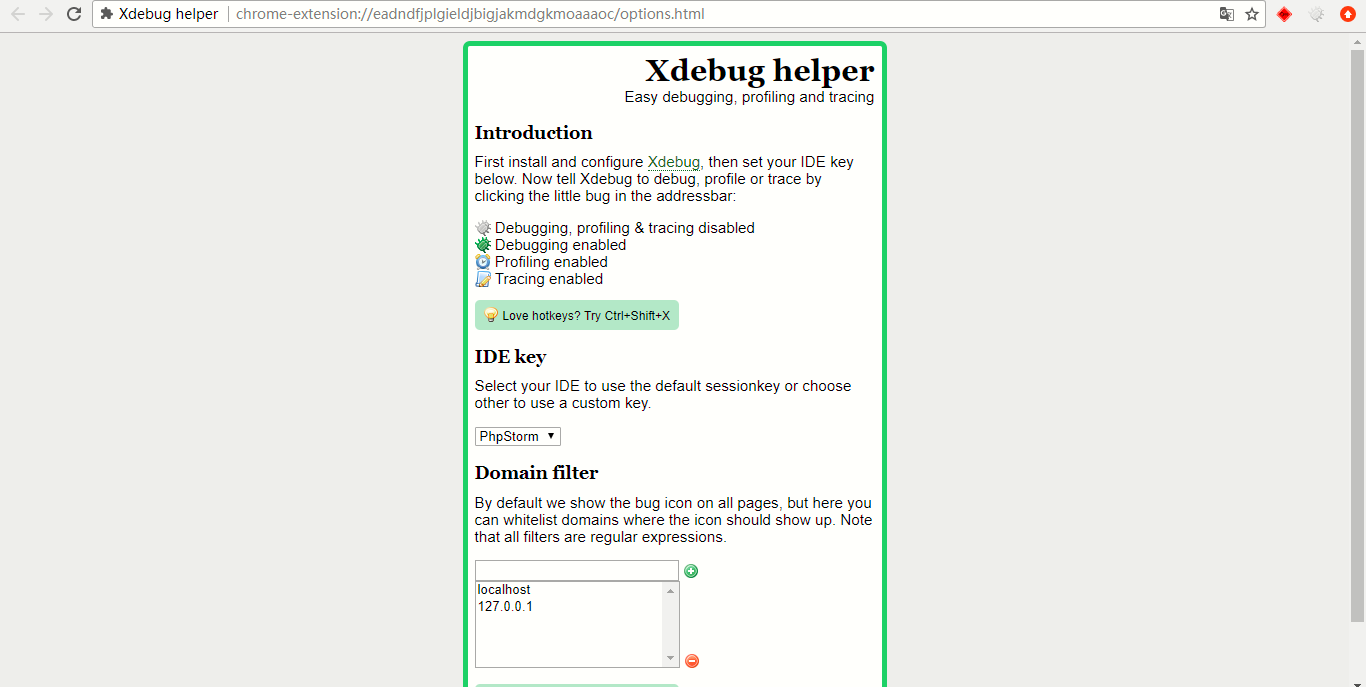 Xdebug helper chrome-extension://eadndfjplgieldjbigjakmdgkmoaaaoc/options.html
Xdebug helper
Easy debugging, profiling and tracing
Introduction
First install and configure Xdebug, then set your IDE key
below. Now tell Xdebug to debug, profile or trace by
clicking the little bug in the addressbar:
Debugging, profiling & tracing disabled
Debugging enabled
Profiling enabled
Tracing enabled
Love hotkeys? Try Ctrl+Shift+X
IDE key
Select your IDE to use the default sessionkey or choose
other to use a custom key.
PhpStorm
Domain filter
By default we show the bug icon on all pages, but here you
can whitelist domains where the icon should show up. Note
that all filters are regular expressions.
localhost
127.0.0.1